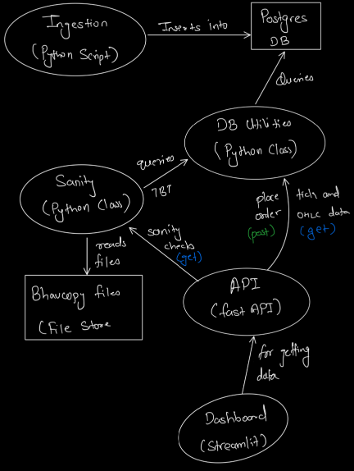 Ingestion
(Python Script)
Inserts into
Postgres
DB
Queries
DB Utilities
(Python Class)
queries
TBT
Sanity
(Python Class)
reads
files
sanity
checks
(get)
place
order
(post)
tick and
once data
(get)
Bhavcopy files
(File Store
API
(fast API)
for getting
data
Dashboard
(Streamlit)